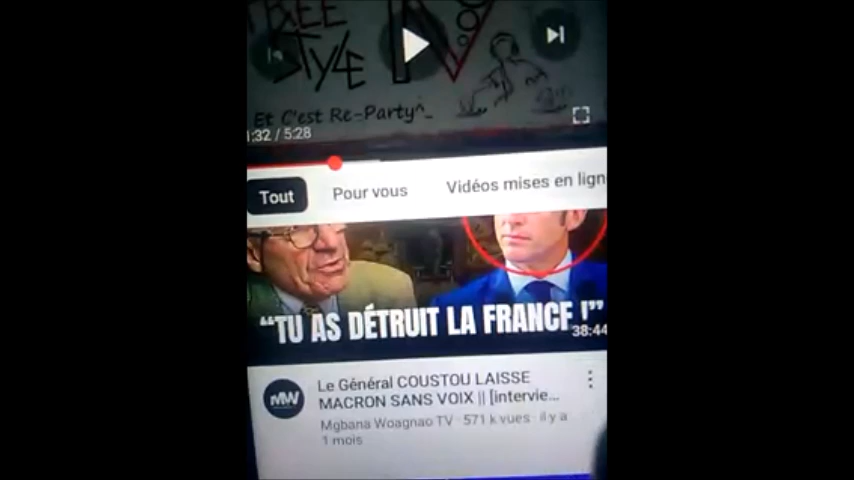 FREE
STYLE
Et C'est Re-Party^_
1:32 / 5:28
Tout
Pour vous
Vidéos mises en lign
“TU AS DÉTRUIT LA FRANCE !”
38:44
MW
Le Général COUSTOU LAISSE
MACRON SANS VOIX || [intervie...
Mgbana Woagnao TV · 571 k vues · il y a
1 mois